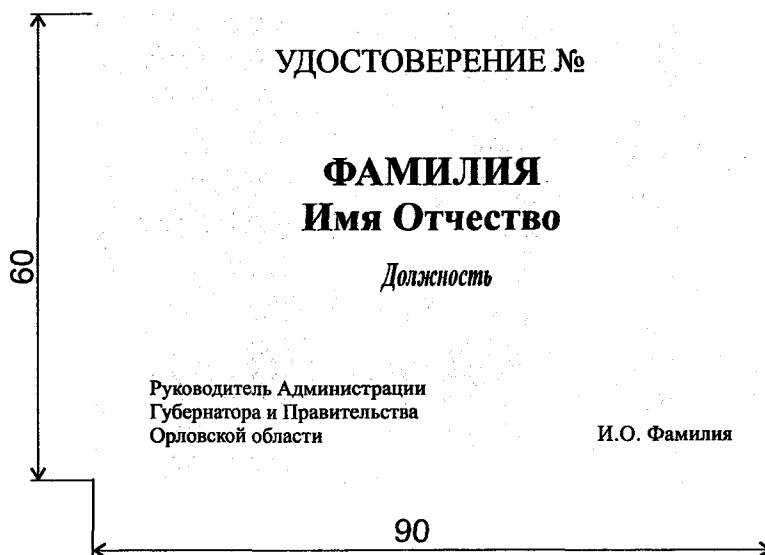 УДОСТОВЕРЕНИЕ №
ФАМИЛИЯ
Имя Отчество
Должность
60
Руководитель Администрации
Губернатора и Правительства
Орловской области И.О. Фамилия
90